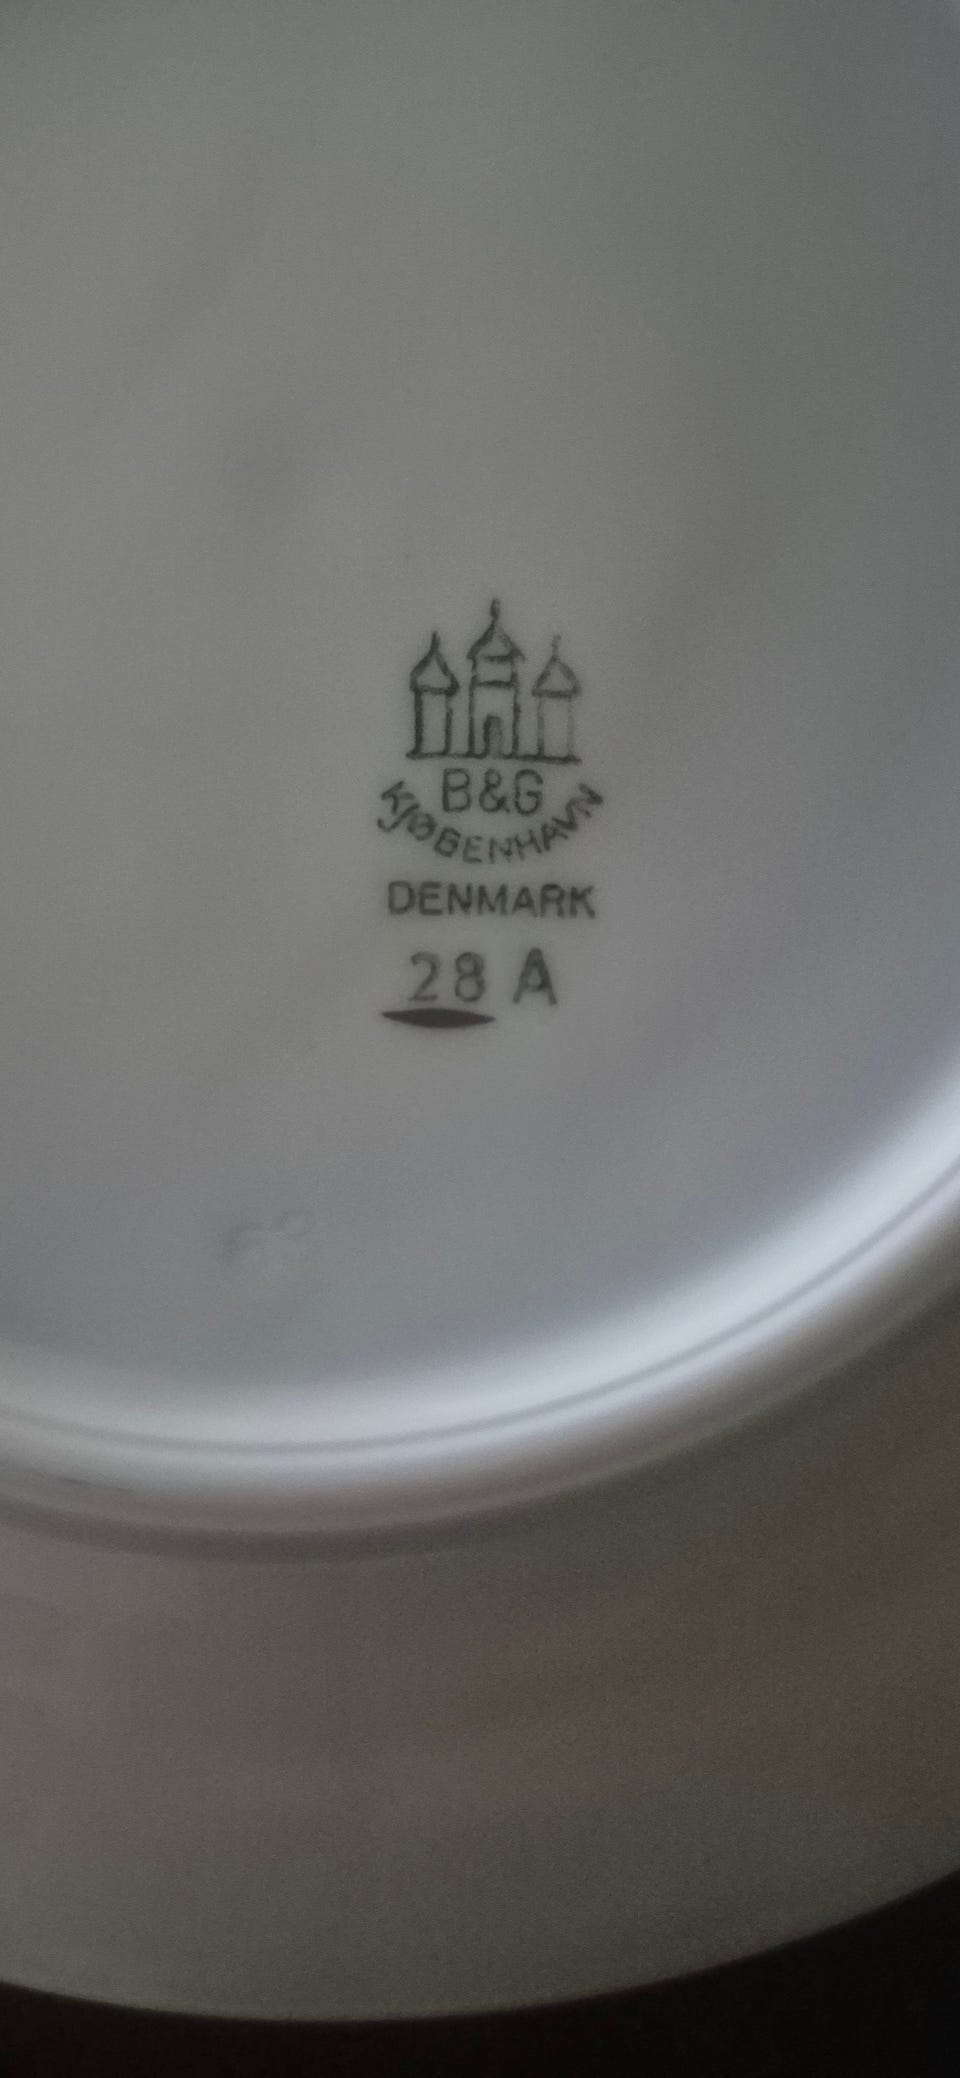 B&G
KJØBENHAVN
DENMARK
28 A